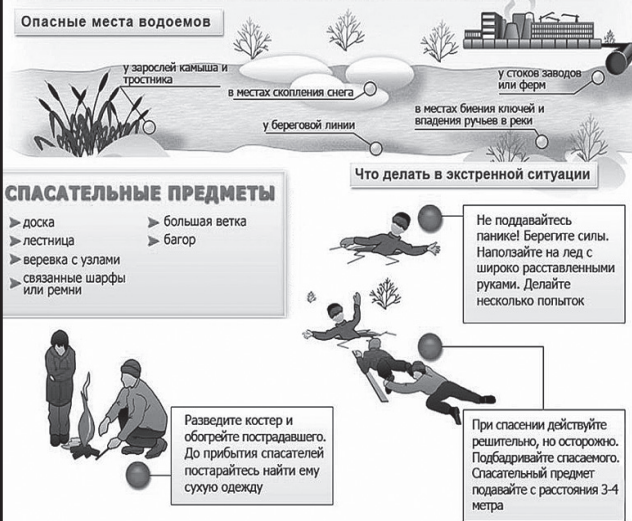 Опасные места водоемов
у зарослей камыша и
тростника
в местах скопления снега
у стоков заводов
или ферм
в местах биения ключей и
впадения ручьев в реки
у береговой линии
Что делать в экстренной ситуации
СПАСАТЕЛЬНЫЕ ПРЕДМЕТЫ
доска
лестница
веревка с узлами
связанные шарфы
или ремни
большая ветка
багор
Не поддавайтесь
панике! Берегите силы.
Наползайте на лед с
широко расставленными
руками. Делайте
несколько попыток
При спасении действуйте
решительно, но осторожно.
Подбадривайте спасаемого.
Спасательный предмет
подавайте с расстояния 3-4
метра
Разведите костер и
обогрейте пострадавшего.
До прибытия спасателей
постарайтесь найти ему
сухую одежду